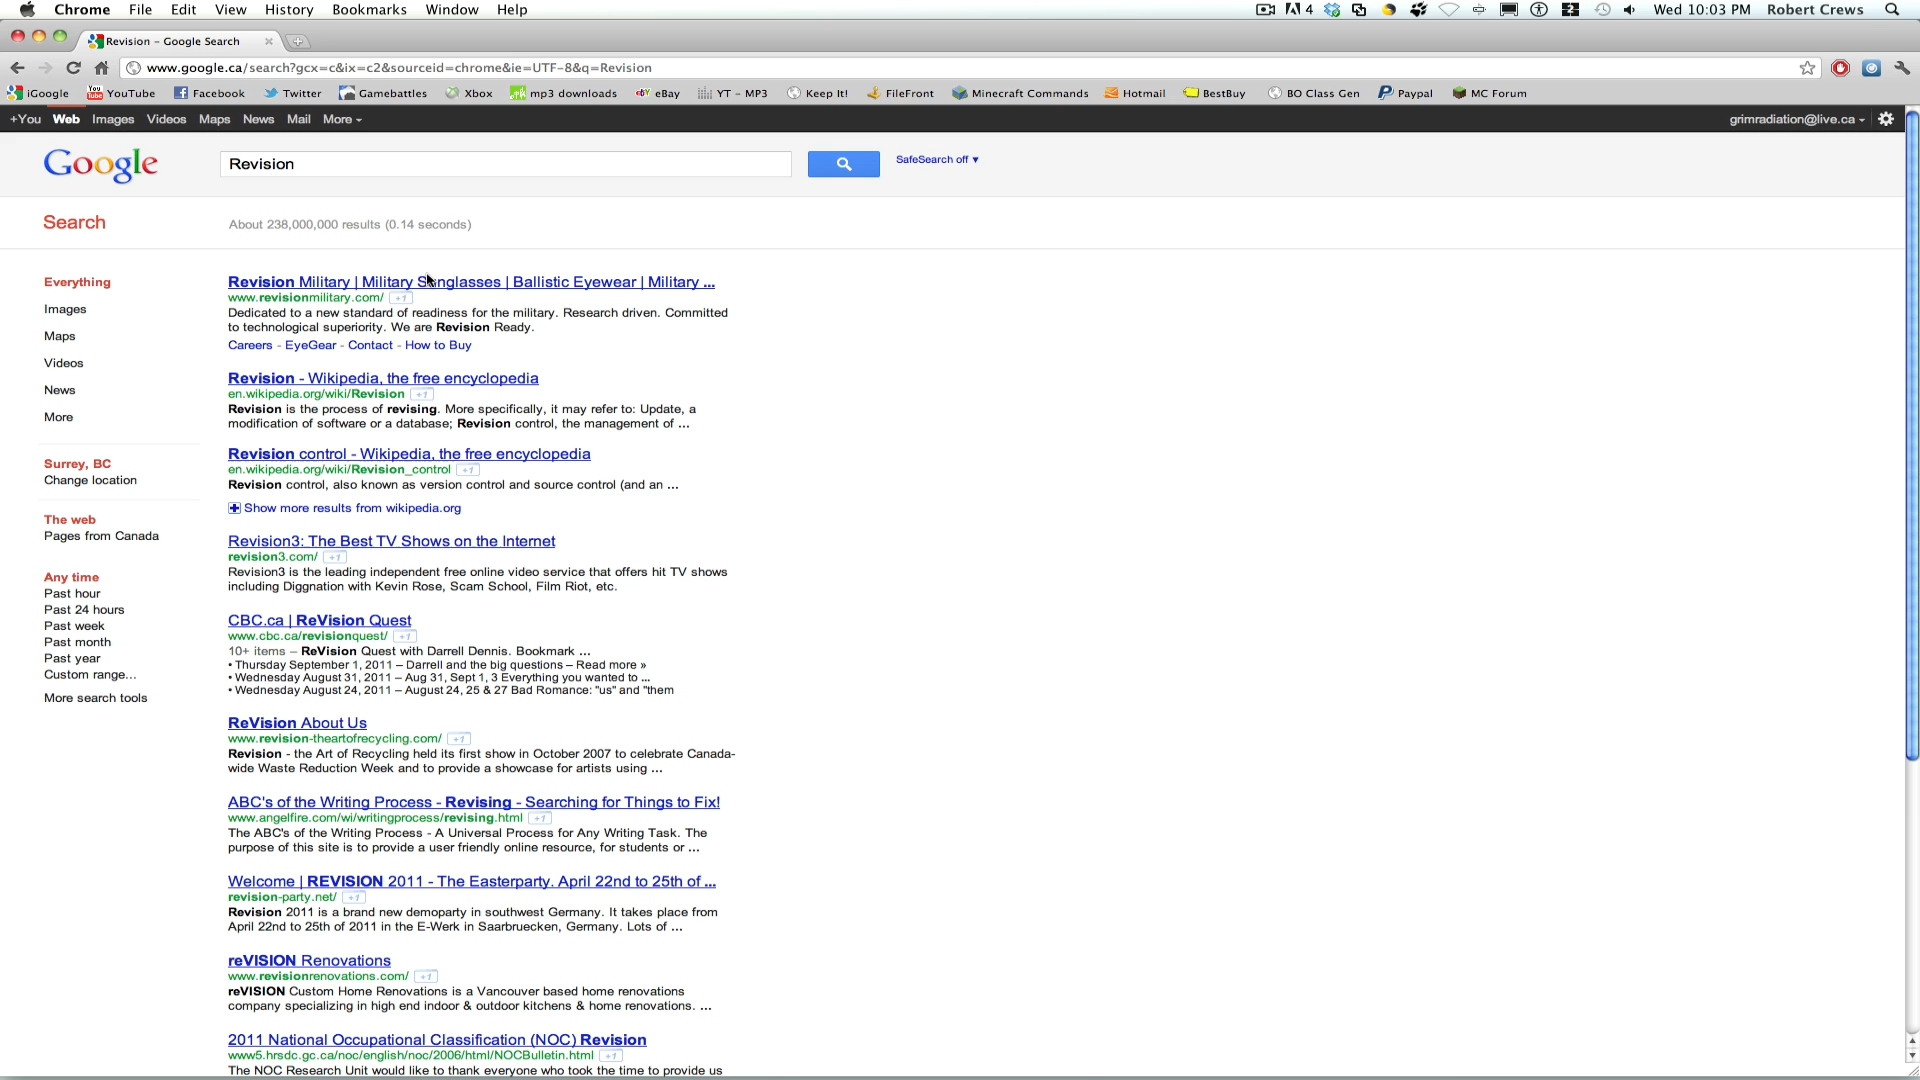 Chrome File Edit View History Bookmarks Window Help 4 2 Wed 10:03 PM Robert Crews
Revision – Google Search
www.google.ca/search?gcx=c&ix=c2&sourceid=chrome&ie=UTF-8&q=Revision
iGoogle YouTube Facebook Twitter Gamebattles Xbox mp3 downloads eBay YT - MP3 Keep It! FileFront Minecraft Commands Hotmail BestBuy BO Class Gen Paypal MC Forum
+You Web Images Videos Maps News Mail More grimradiation@live.ca
Google Revision SafeSearch off ▼
Search About 238,000,000 results (0.14 seconds)
Everything
Images
Maps
Videos
News
More
Surrey, BC
Change location
The web
Pages from Canada
Any time
Past hour
Past 24 hours
Past week
Past month
Past year
Custom range...
More search tools
Revision Military | Military Sunglasses | Ballistic Eyewear | Military ...
www.revisionmilitary.com/ +1
Dedicated to a new standard of readiness for the military. Research driven. Committed
to technological superiority. We are Revision Ready.
Careers - EyeGear - Contact - How to Buy
Revision - Wikipedia, the free encyclopedia
en.wikipedia.org/wiki/Revision +1
Revision is the process of revising. More specifically, it may refer to: Update, a
modification of software or a database; Revision control, the management of ...
Revision control - Wikipedia, the free encyclopedia
en.wikipedia.org/wiki/Revision_control +1
Revision control, also known as version control and source control (and an ...
Show more results from wikipedia.org
Revision3: The Best TV Shows on the Internet
revision3.com/ +1
Revision3 is the leading independent free online video service that offers hit TV shows
including Diggnation with Kevin Rose, Scam School, Film Riot, etc.
CBC.ca | ReVision Quest
www.cbc.ca/revisionquest/ +1
10+ items – ReVision Quest with Darrell Dennis. Bookmark ...
• Thursday September 1, 2011 – Darrell and the big questions – Read more »
• Wednesday August 31, 2011 – Aug 31, Sept 1, 3 Everything you wanted to ...
• Wednesday August 24, 2011 – August 24, 25 & 27 Bad Romance: "us" and "them
ReVision About Us
www.revision-theartofrecycling.com/ +1
Revision - the Art of Recycling held its first show in October 2007 to celebrate Canada-
wide Waste Reduction Week and to provide a showcase for artists using ...
ABC's of the Writing Process - Revising - Searching for Things to Fix!
www.angelfire.com/wi/writingprocess/revising.html +1
The ABC's of the Writing Process - A Universal Process for Any Writing Task. The
purpose of this site is to provide a user friendly online resource, for students or ...
Welcome | REVISION 2011 - The Easterparty. April 22nd to 25th of ...
revision-party.net/ +1
Revision 2011 is a brand new demoparty in southwest Germany. It takes place from
April 22nd to 25th of 2011 in the E-Werk in Saarbruecken, Germany. Lots of ...
reVISION Renovations
www.revisionrenovations.com/ +1
reVISION Custom Home Renovations is a Vancouver based home renovations
company specializing in high end indoor & outdoor kitchens & home renovations. ...
2011 National Occupational Classification (NOC) Revision
www5.hrsdc.gc.ca/noc/english/noc/2006/html/NOCBulletin.html +1
The NOC Research Unit would like to thank everyone who took the time to provide us